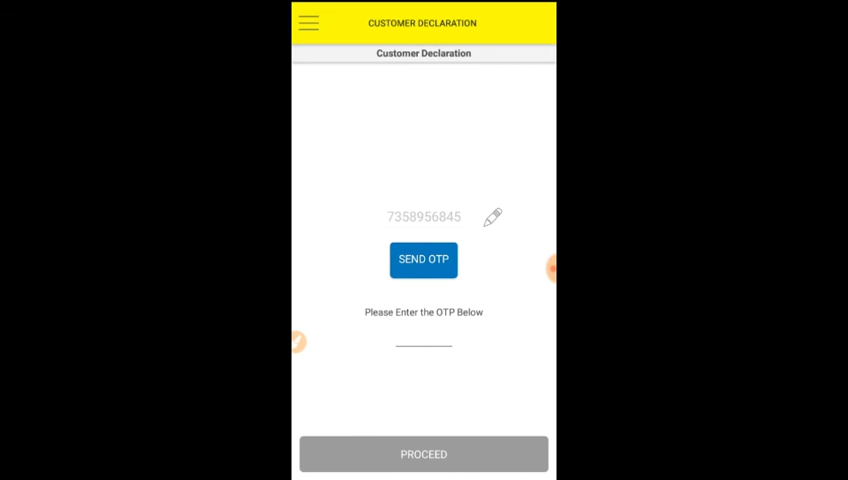 CUSTOMER DECLARATION
Customer Declaration
7358956845
SEND OTP
Please Enter the OTP Below
PROCEED